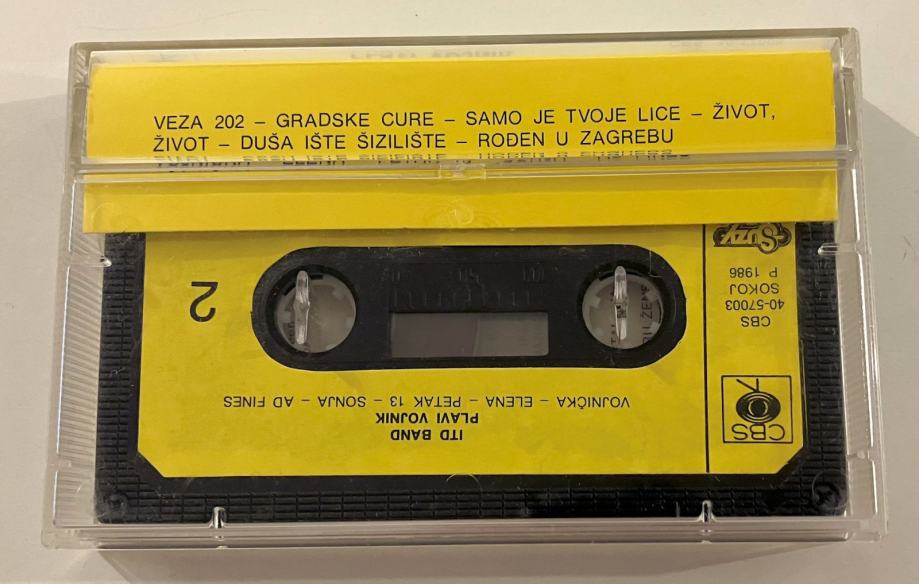 VEZA 202 – GRADSKE CURE – SAMO JE TVOJE LICE – ŽIVOT,
ŽIVOT – DUŠA IŠTE ŠIZILIŠTE – ROĐEN U ZAGREBU
ITD BAND
PLAVI VOJNIK
VOJNIČKA – ELENA – PETAK 13 – SONJA – AD FINES
2
CBS
CBS
40-57003
SOKOJ
P 1986
Suzy